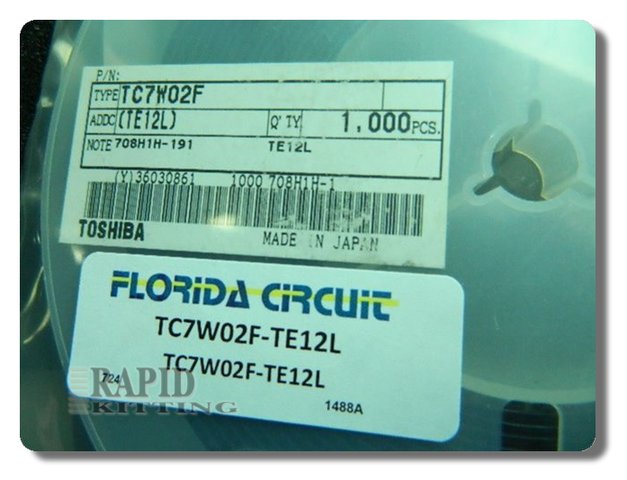 P/N:
TYPE TC7W02F
ADDC (TE12L) Q'TY 1,000 PCS.
NOTE 708H1H-191 TE12L
(Y)36030861 1000 708H1H-1
TOSHIBA MADE IN JAPAN
FLORIDA CIRCUIT
TC7W02F-TE12L
TC7W02F-TE12L
724
1488A
RAPID
KITTING